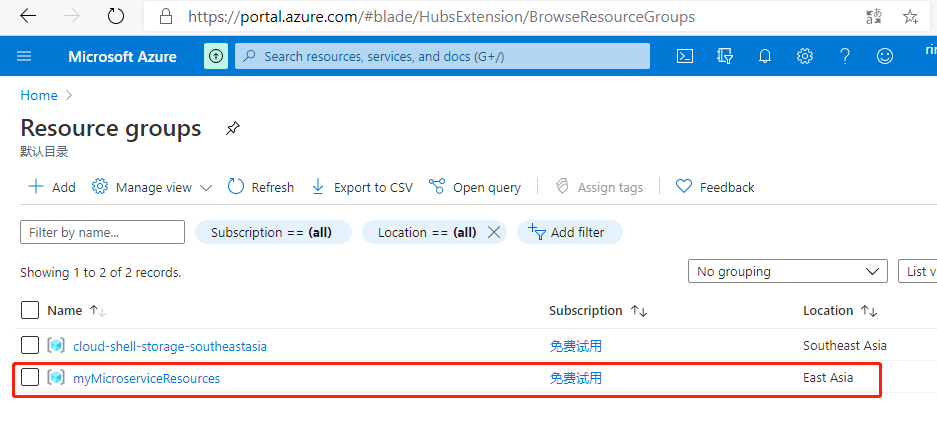 https://portal.azure.com/#blade/HubsExtension/BrowseResourceGroups
Microsoft Azure Search resources, services, and docs (G+/)
Home
Resource groups
默认目录
Add Manage view Refresh Export to CSV Open query Assign tags Feedback
Filter by name... Subscription == (all) Location == (all) Add filter
Showing 1 to 2 of 2 records. No grouping List v
Name Subscription Location
cloud-shell-storage-southeastasia 免费试用 Southeast Asia
myMicroserviceResources 免费试用 East Asia